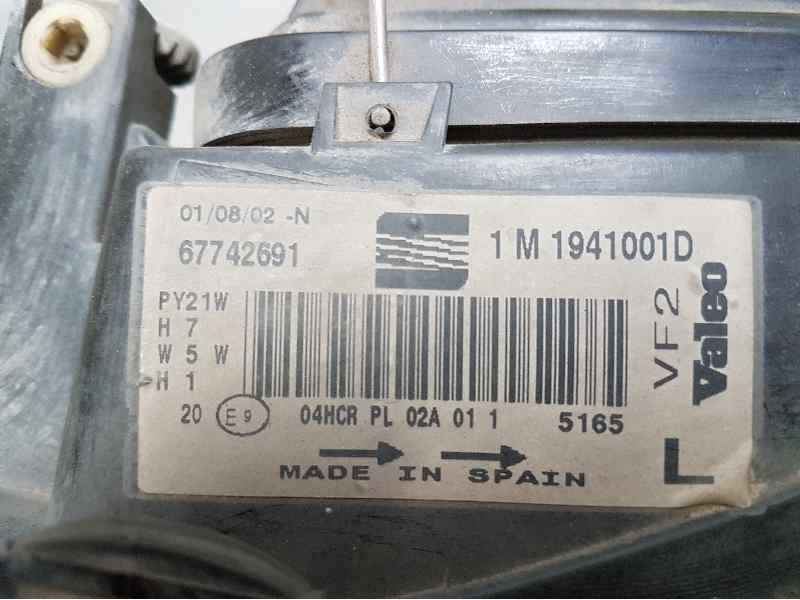 01/08/02 -N
67742691
1 M 1941001D
PY21W
H 7
W 5 W
H 1
20 E 9 04HCR PL 02A 01 1 5165
MADE IN SPAIN
VF2
Valeo
L